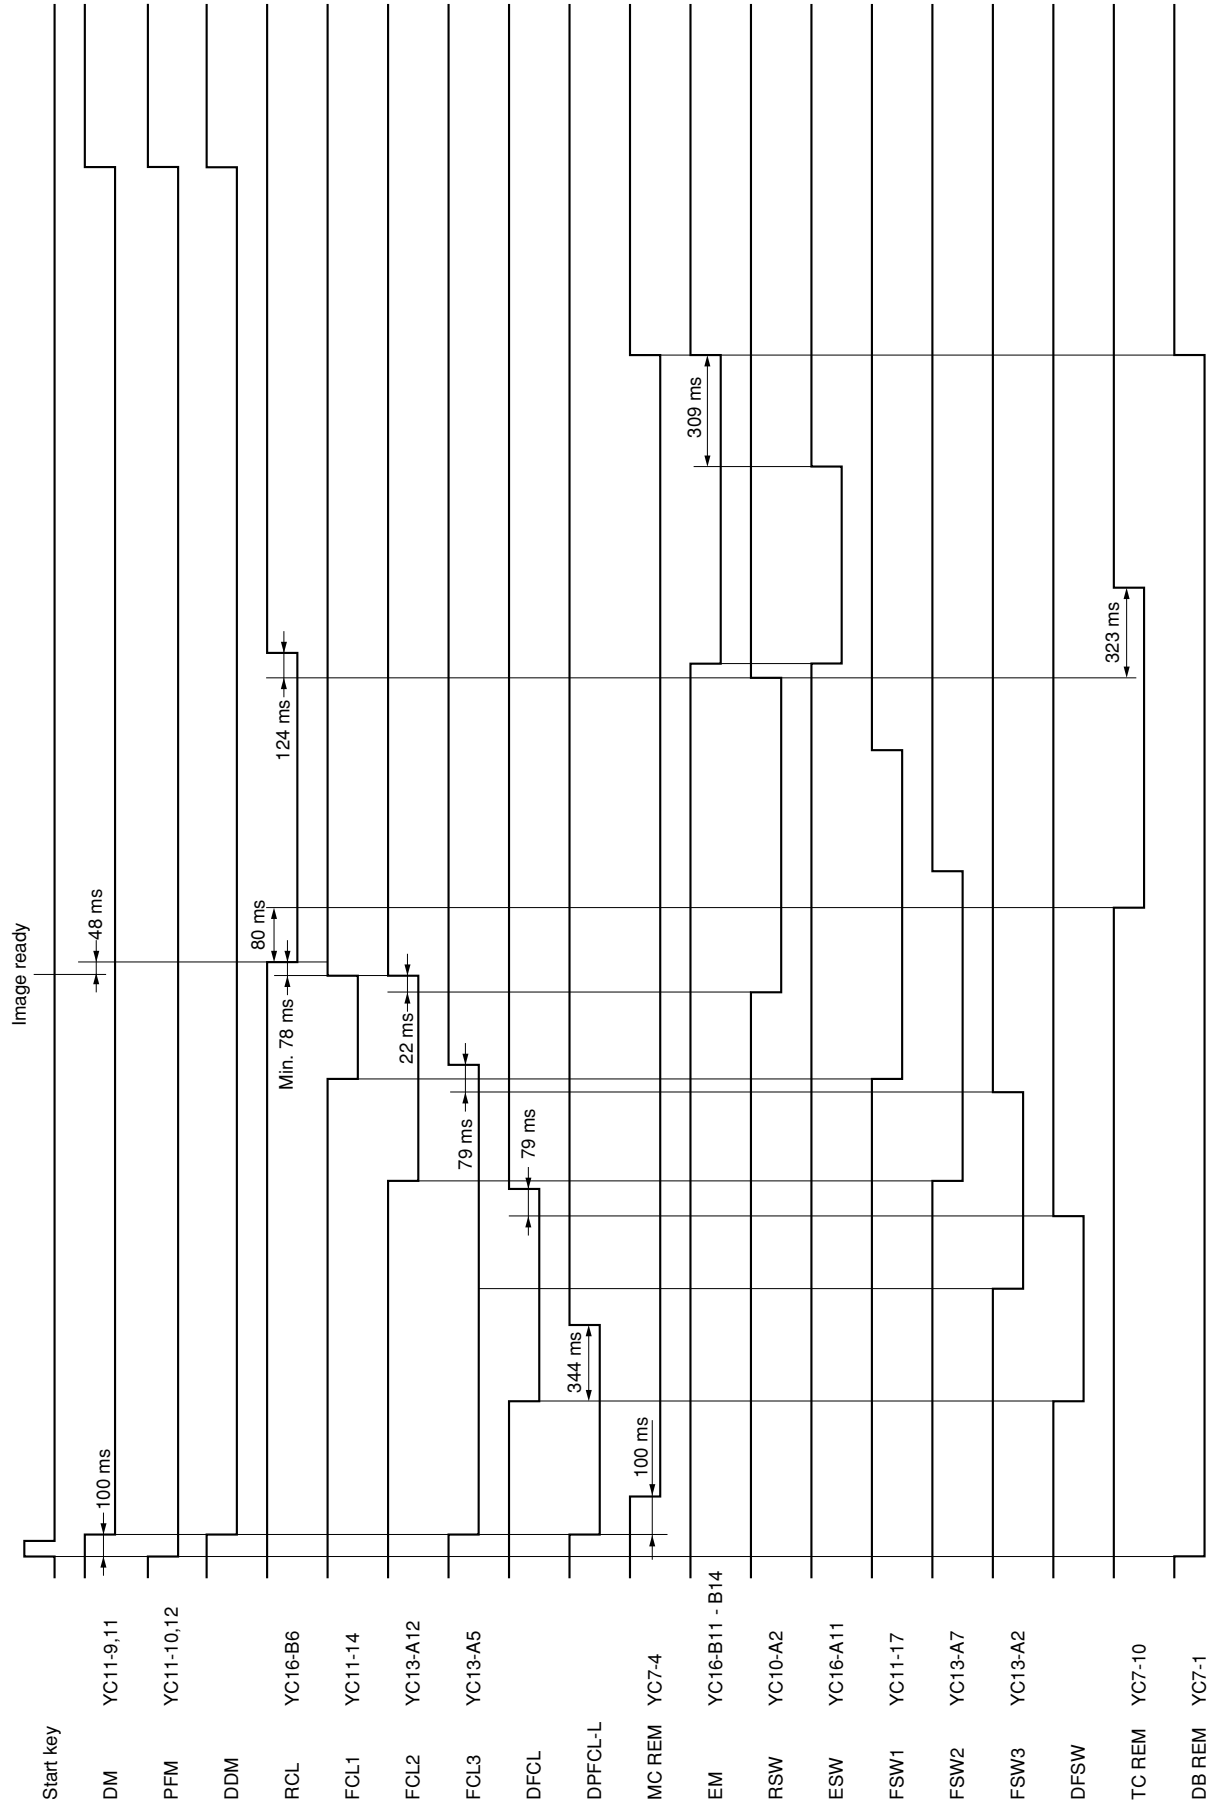 Image ready
Start key
DM YC11-9,11
100 ms
48 ms
PFM YC11-10,12
DDM
RCL YC16-B6
Min. 78 ms
80 ms
124 ms
FCL1 YC11-14
FCL2 YC13-A12
22 ms
FCL3 YC13-A5
79 ms
DFCL
79 ms
DPFCL-L
344 ms
MC REM YC7-4
100 ms
EM YC16-B11 - B14
309 ms
RSW YC10-A2
ESW YC16-A11
FSW1 YC11-17
FSW2 YC13-A7
FSW3 YC13-A2
DFSW
TC REM YC7-10
323 ms
DB REM YC7-1